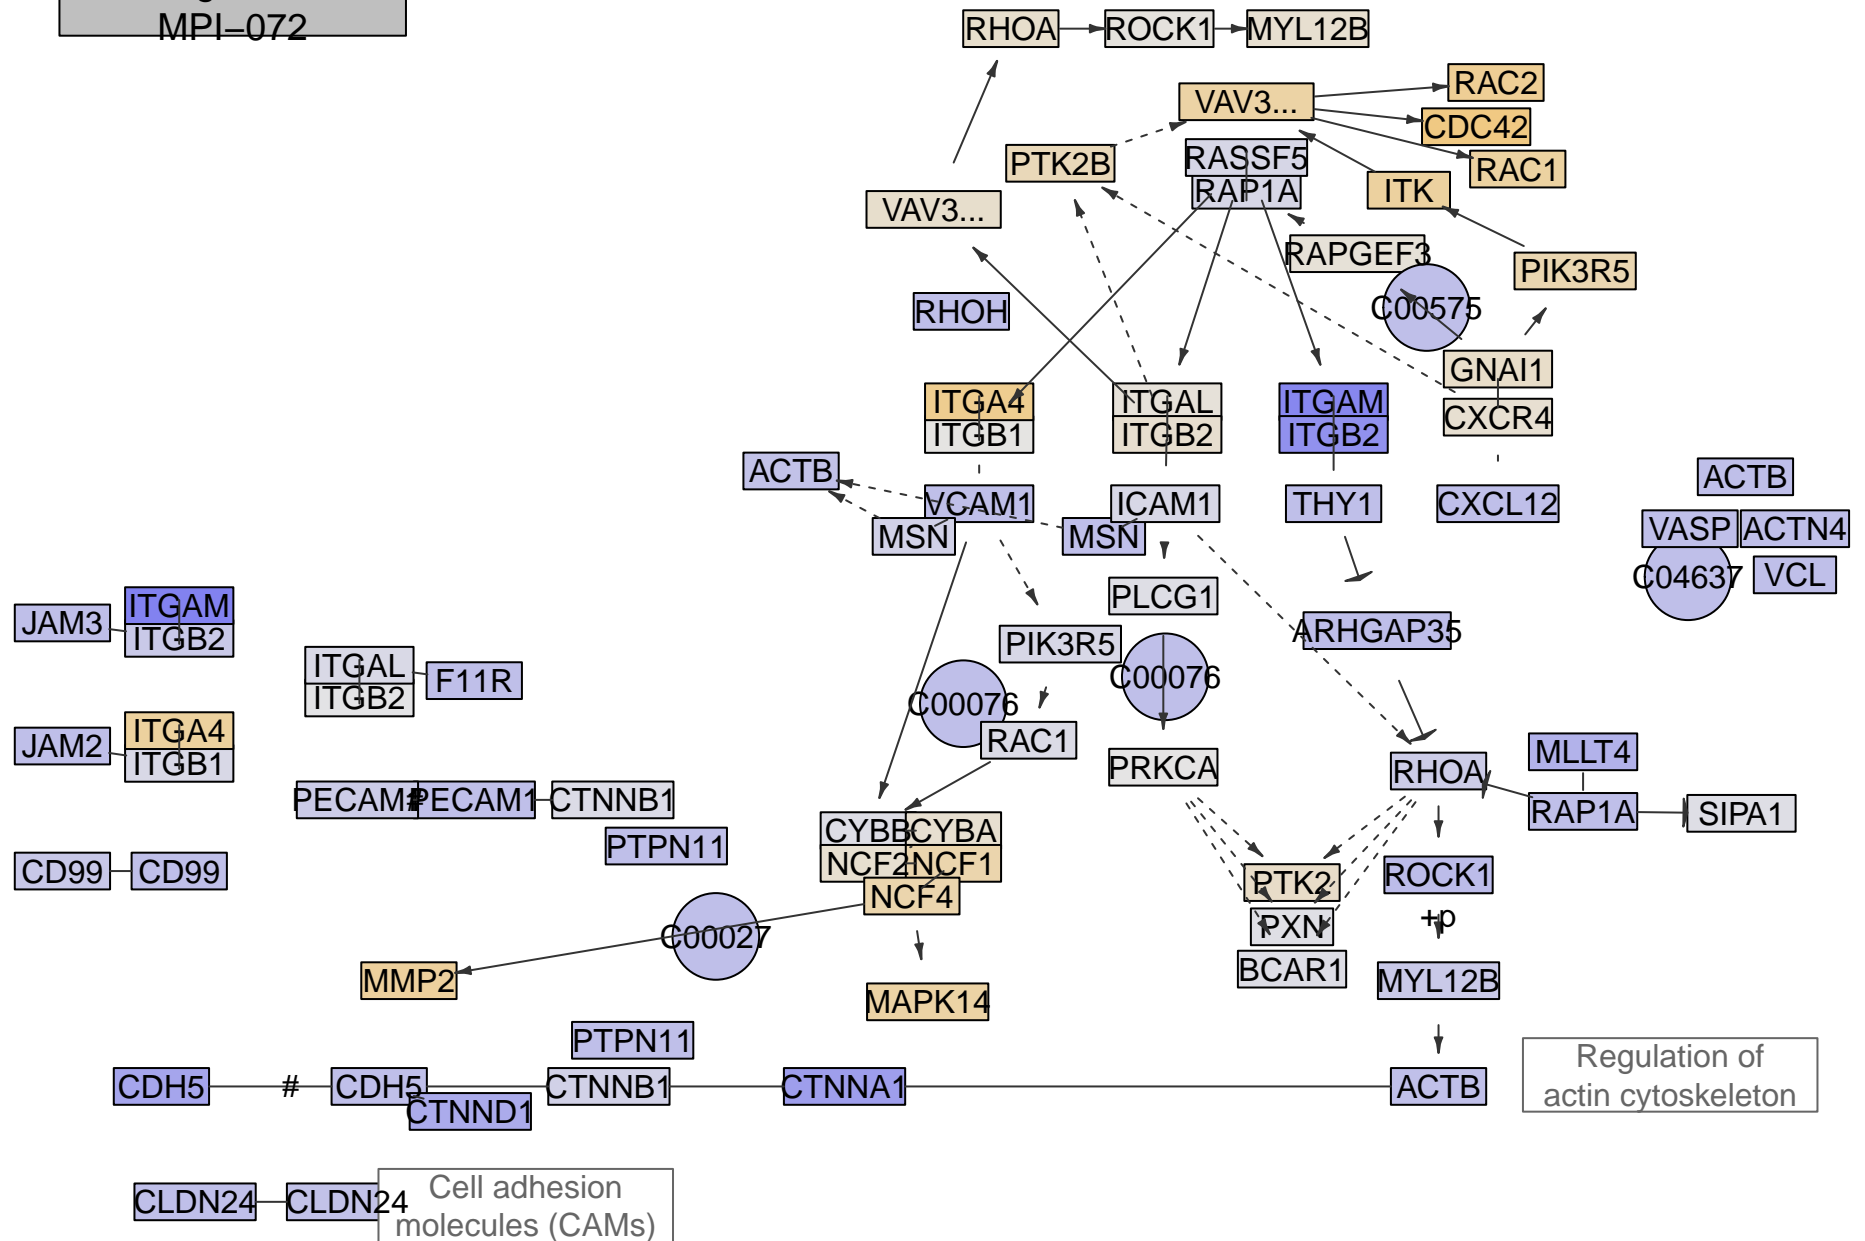 MPI−072
RHOA
ROCK1
MYL12B
RAC2
VAV3...
CDC42
RASSF5
PTK2B
RAC1
RAP1A
ITK
VAV3...
RAPGEF3
PIK3R5
RHOH
C00575
GNAI1
ITGA4
ITGAL
ITGAM
CXCR4
ITGB1
ITGB2
ITGB2
ACTB
ACTB
VCAM1
ICAM1
THY1
CXCL12
MSN
MSN
VASP
ACTN4
C04637
VCL
PLCG1
ITGAM
JAM3
ITGB2
ARHGAP35
PIK3R5
ITGAL
F11R
C00076
ITGB2
C00076
ITGA4
JAM2
ITGB1
RAC1
MLLT4
PRKCA
RHOA
PECAM1
#
PECAM1
CTNNB1
RAP1A
SIPA1
CYBB
CYBA
PTPN11
NCF2
NCF1
CD99
CD99
PTK2
ROCK1
NCF4
+p
PXN
C00027
BCAR1
MMP2
MYL12B
MAPK14
PTPN11
Regulation of
actin cytoskeleton
CDH5
#
CDH5
CTNNB1
CTNNA1
ACTB
CTNND1
Cell adhesion
molecules (CAMs)
CLDN24
CLDN24